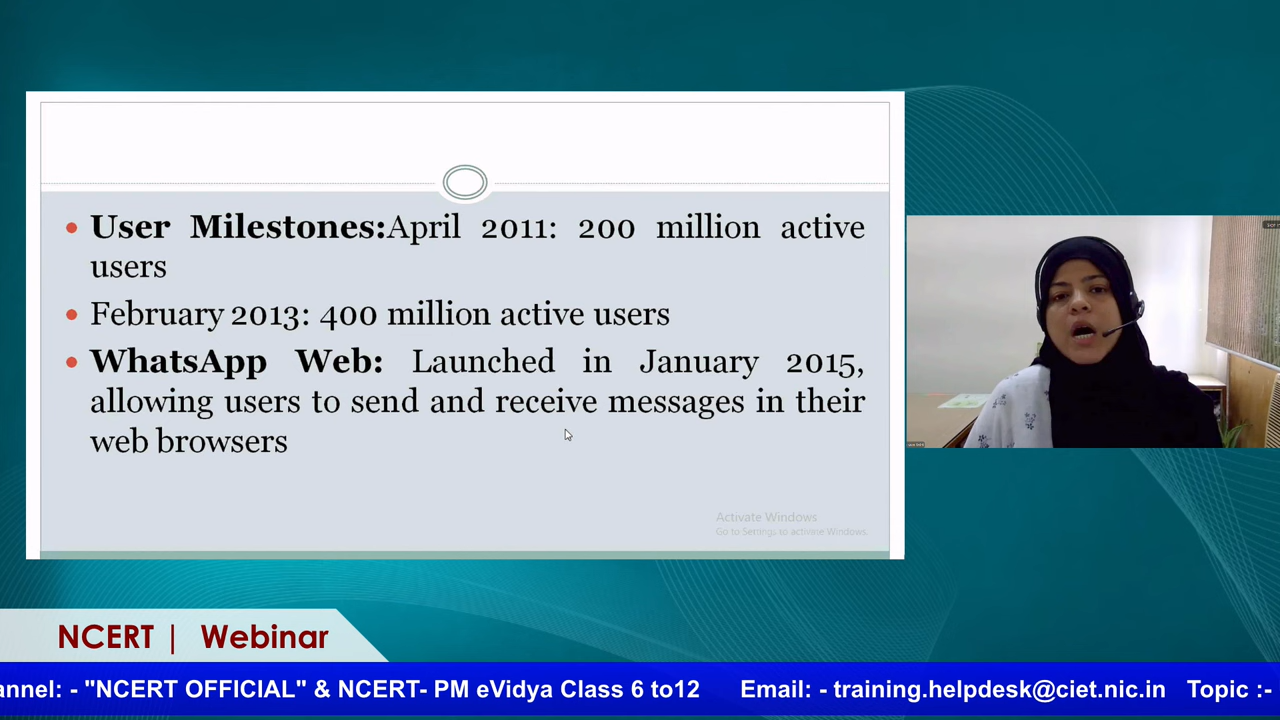 • User Milestones:April 2011: 200 million active
users
• February 2013: 400 million active users
• WhatsApp Web: Launched in January 2015,
allowing users to send and receive messages in their
web browsers
Activate Windows
Go to Settings to activate Windows.
NCERT | Webinar
annel: - "NCERT OFFICIAL" & NCERT- PM eVidya Class 6 to12 Email: - training.helpdesk@ciet.nic.in Topic :-